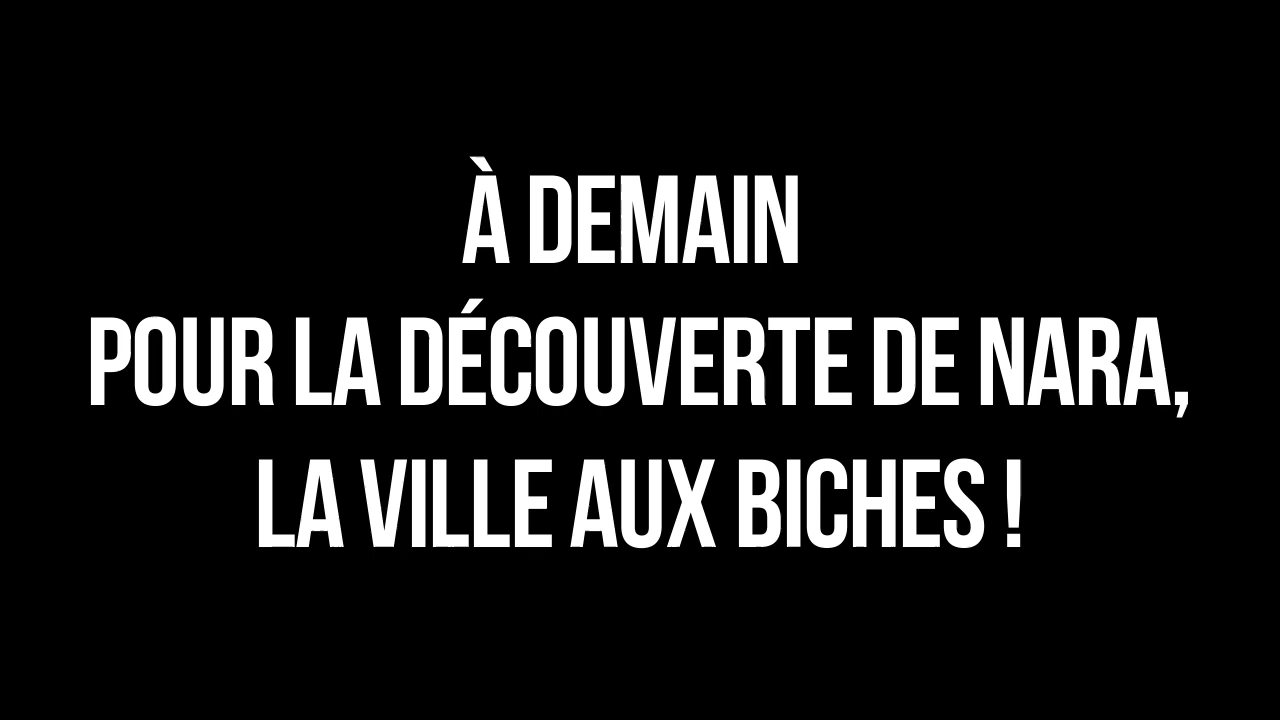 À DEMAIN
POUR LA DÉCOUVERTE DE NARA,
LA VILLE AUX BICHES !